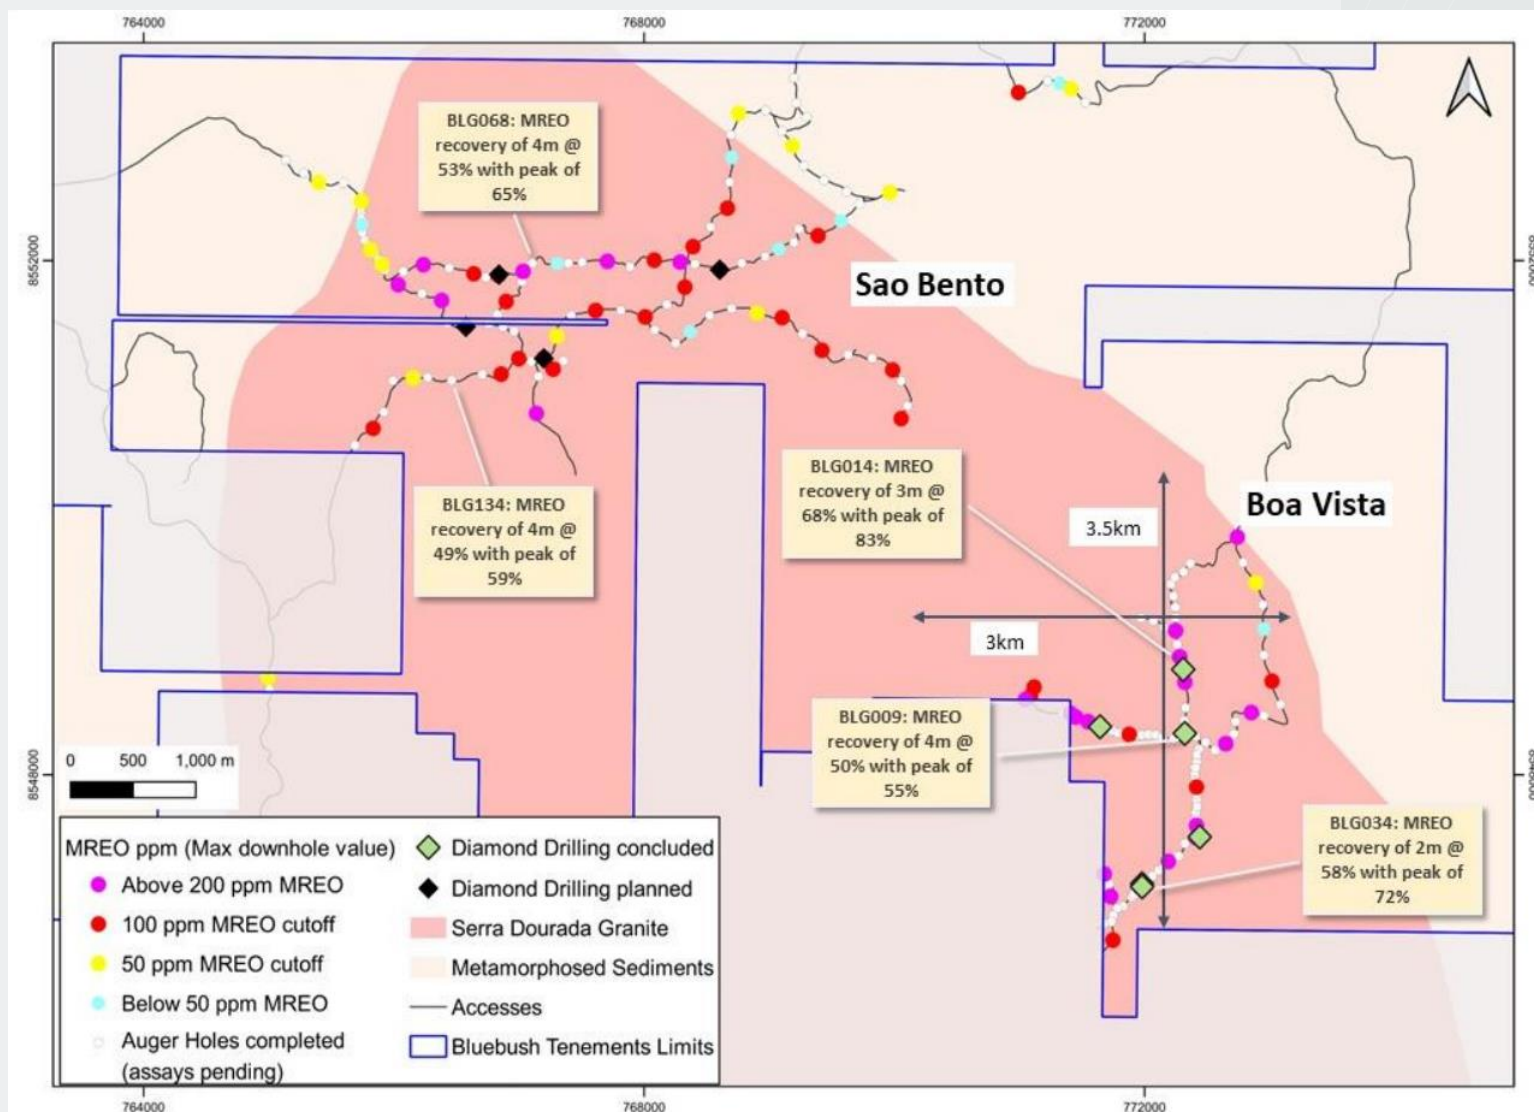 764000
768000
772000
BLG068: MREO
recovery of 4m @
53% with peak of
65%
8552000
8552000
Sao Bento
BLG014: MREO
recovery of 3m @
68% with peak of
83%
BLG134: MREO
recovery of 4m @
49% with peak of
59%
Boa Vista
3.5km
3km
BLG009: MREO
recovery of 4m @
50% with peak of
55%
8548000
8548000
0 500 1,000 m
BLG034: MREO
recovery of 2m @
58% with peak of
72%
MREO ppm (Max downhole value)
Above 200 ppm MREO
100 ppm MREO cutoff
50 ppm MREO cutoff
Below 50 ppm MREO
Auger Holes completed
(assays pending)
Diamond Drilling concluded
Diamond Drilling planned
Serra Dourada Granite
Metamorphosed Sediments
Accesses
Bluebush Tenements Limits
764000
768000
772000